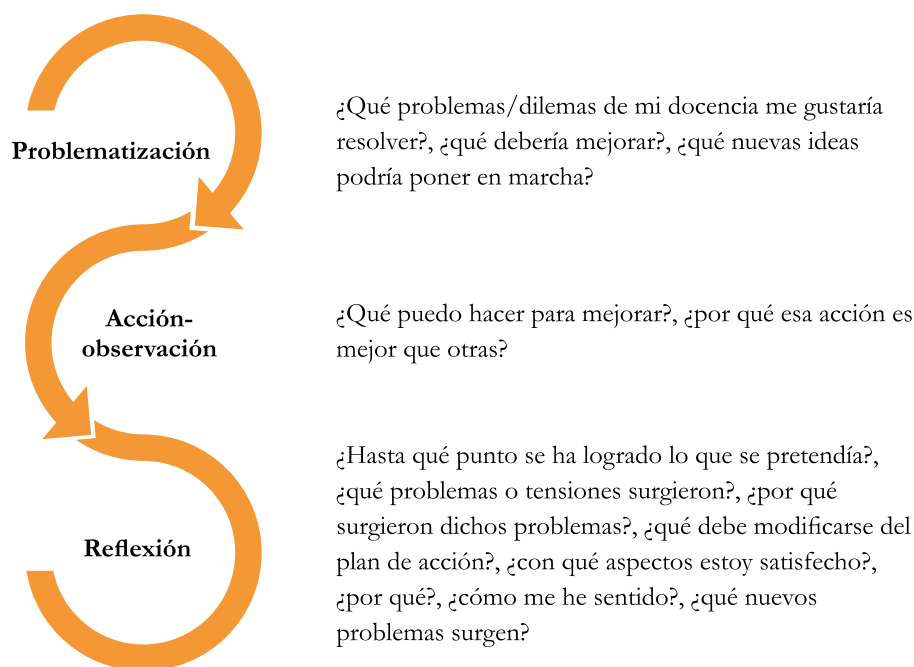 Problematización
¿Qué problemas/dilemas de mi docencia me gustaría
resolver?, ¿qué debería mejorar?, ¿qué nuevas ideas
podría poner en marcha?
Acción-
observación
¿Qué puedo hacer para mejorar?, ¿por qué esa acción es
mejor que otras?
Reflexión
¿Hasta qué punto se ha logrado lo que se pretendía?,
¿qué problemas o tensiones surgieron?, ¿por qué
surgieron dichos problemas?, ¿qué debe modificarse del
plan de acción?, ¿con qué aspectos estoy satisfecho?,
¿por qué?, ¿cómo me he sentido?, ¿qué nuevos
problemas surgen?